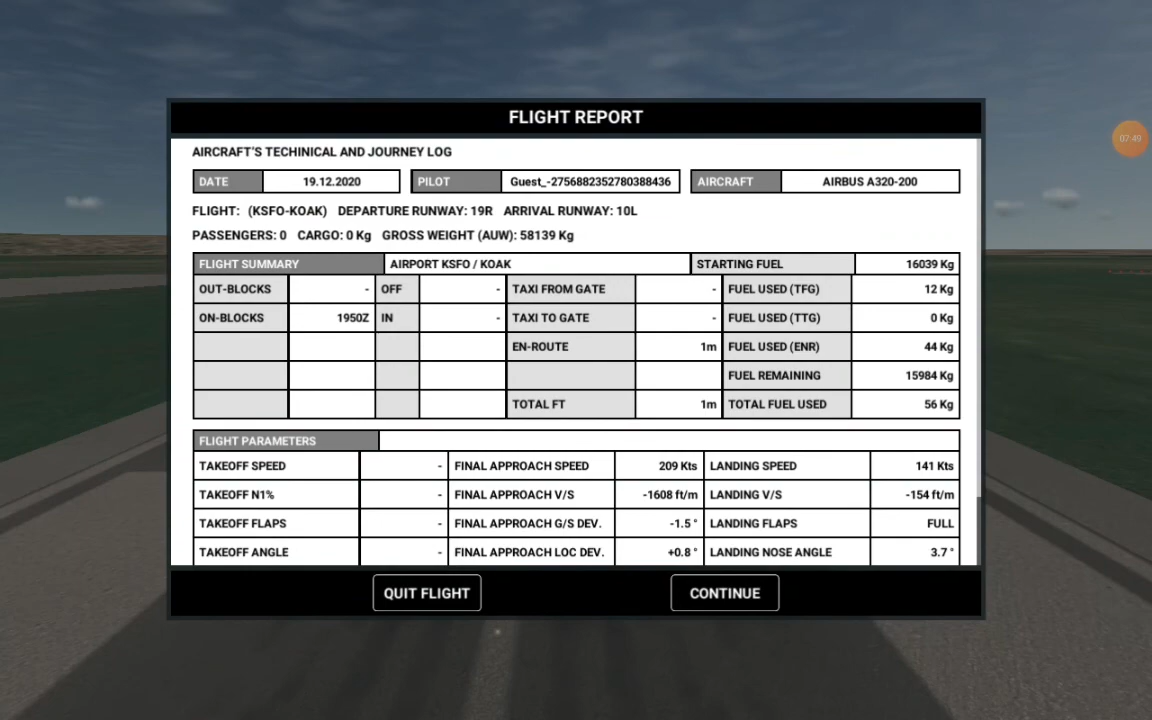 FLIGHT REPORT
07:49
AIRCRAFT'S TECHINICAL AND JOURNEY LOG
DATE 19.12.2020 PILOT Guest_-2756882352780388436 AIRCRAFT AIRBUS A320-200
FLIGHT: (KSFO-KOAK) DEPARTURE RUNWAY: 19R ARRIVAL RUNWAY: 10L
PASSENGERS: 0 CARGO: 0 Kg GROSS WEIGHT (AUW): 58139 Kg
FLIGHT SUMMARY AIRPORT KSFO / KOAK STARTING FUEL 16039 Kg
OUT-BLOCKS - OFF - TAXI FROM GATE - FUEL USED (TFG) 12 Kg
ON-BLOCKS 1950Z IN - TAXI TO GATE - FUEL USED (TTG) 0 Kg
EN-ROUTE 1m FUEL USED (ENR) 44 Kg
FUEL REMAINING 15984 Kg
TOTAL FT 1m TOTAL FUEL USED 56 Kg
FLIGHT PARAMETERS
TAKEOFF SPEED - FINAL APPROACH SPEED 209 Kts LANDING SPEED 141 Kts
TAKEOFF N1% - FINAL APPROACH V/S -1608 ft/m LANDING V/S -154 ft/m
TAKEOFF FLAPS - FINAL APPROACH G/S DEV. -1.5 ° LANDING FLAPS FULL
TAKEOFF ANGLE - FINAL APPROACH LOC DEV. +0.8 ° LANDING NOSE ANGLE 3.7 °
QUIT FLIGHT CONTINUE